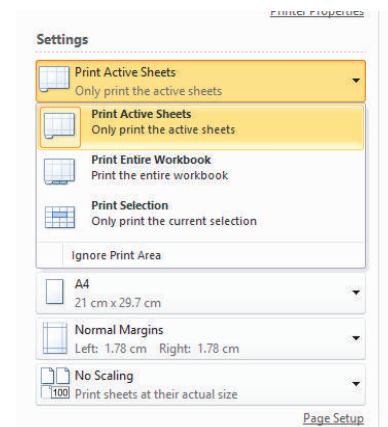 Printer Properties
Settings
Print Active Sheets
Only print the active sheets
Print Active Sheets
Only print the active sheets
Print Entire Workbook
Print the entire workbook
Print Selection
Only print the current selection
Ignore Print Area
A4
21 cm x 29.7 cm
Normal Margins
Left: 1.78 cm Right: 1.78 cm
No Scaling
100 Print sheets at their actual size
Page Setup